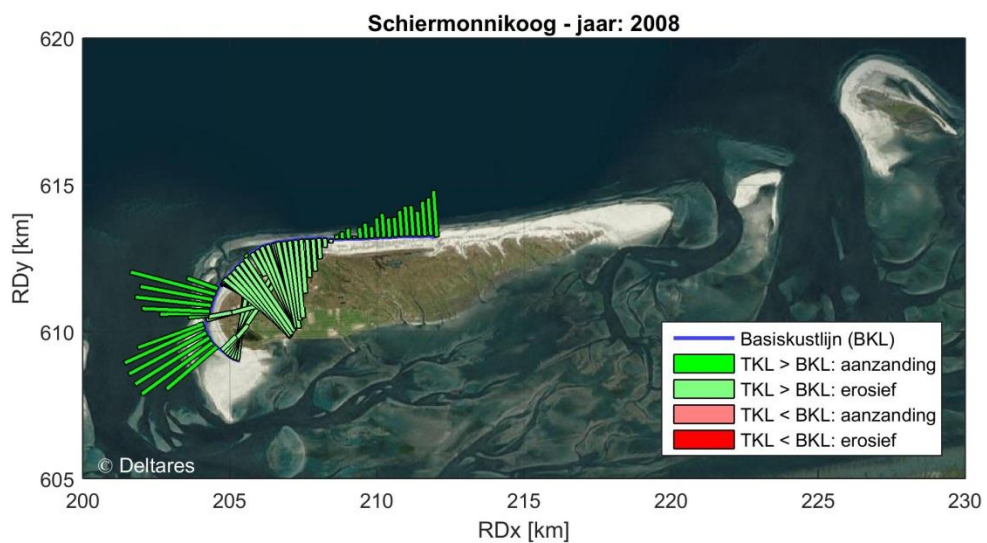 Schiermonnikoog - jaar: 2008
620
615
610
605
RDy [km]
Basiskustlijn (BKL)
TKL > BKL: aanzanding
TKL > BKL: erosief
TKL < BKL: aanzanding
TKL < BKL: erosief
© Deltares
200 205 210 215 220 225 230
RDx [km]